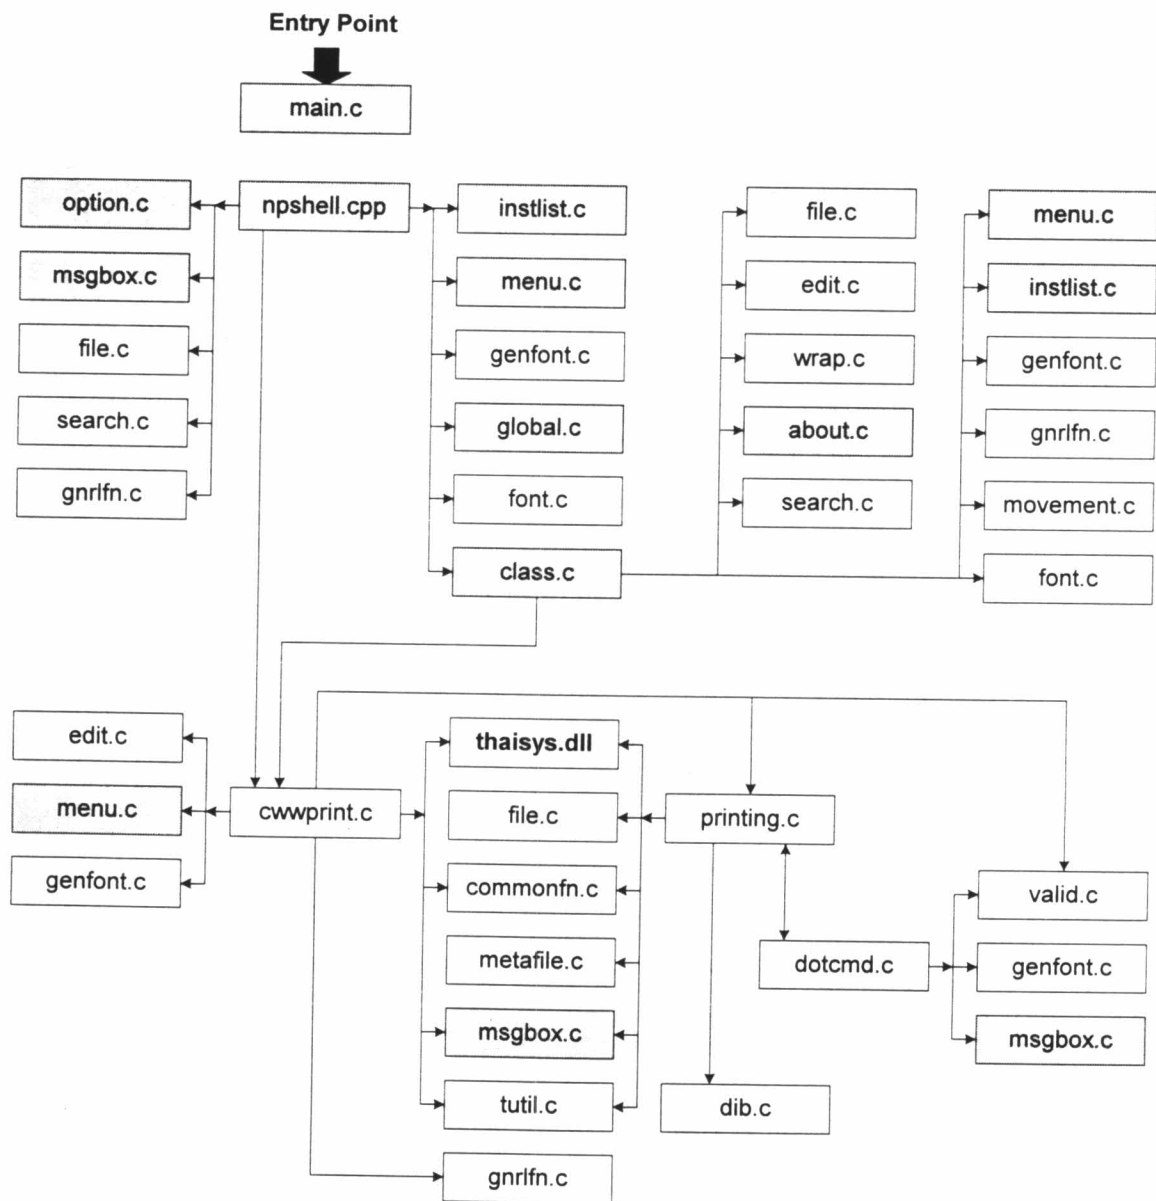 Entry Point
main.c
option.c
npshell.cpp
instlist.c
file.c
menu.c
msgbox.c
menu.c
edit.c
instlist.c
file.c
genfont.c
wrap.c
genfont.c
search.c
global.c
about.c
gnrlfn.c
gnrlfn.c
font.c
search.c
movement.c
class.c
font.c
edit.c
thaisys.dll
menu.c
cwwprint.c
file.c
printing.c
genfont.c
commonfn.c
valid.c
metafile.c
dotcmd.c
genfont.c
msgbox.c
msgbox.c
tutil.c
dib.c
gnrlfn.c